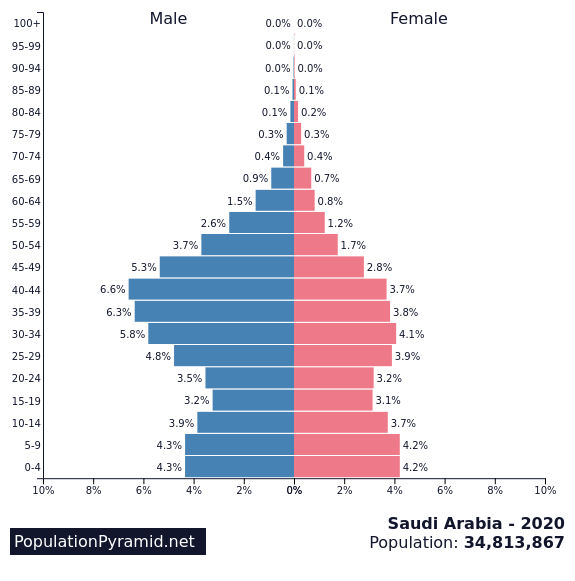 Male Female
100+ 0.0% 0.0%
95-99 0.0% 0.0%
90-94 0.0% 0.0%
85-89 0.1% 0.1%
80-84 0.1% 0.2%
75-79 0.3% 0.3%
70-74 0.4% 0.4%
65-69 0.9% 0.7%
60-64 1.5% 0.8%
55-59 2.6% 1.2%
50-54 3.7% 1.7%
45-49 5.3% 2.8%
40-44 6.6% 3.7%
35-39 6.3% 3.8%
30-34 5.8% 4.1%
25-29 4.8% 3.9%
20-24 3.5% 3.2%
15-19 3.2% 3.1%
10-14 3.9% 3.7%
5-9 4.3% 4.2%
0-4 4.3% 4.2%
10% 8% 6% 4% 2% 0% 2% 4% 6% 8% 10%
Saudi Arabia - 2020
PopulationPyramid.net Population: 34,813,867